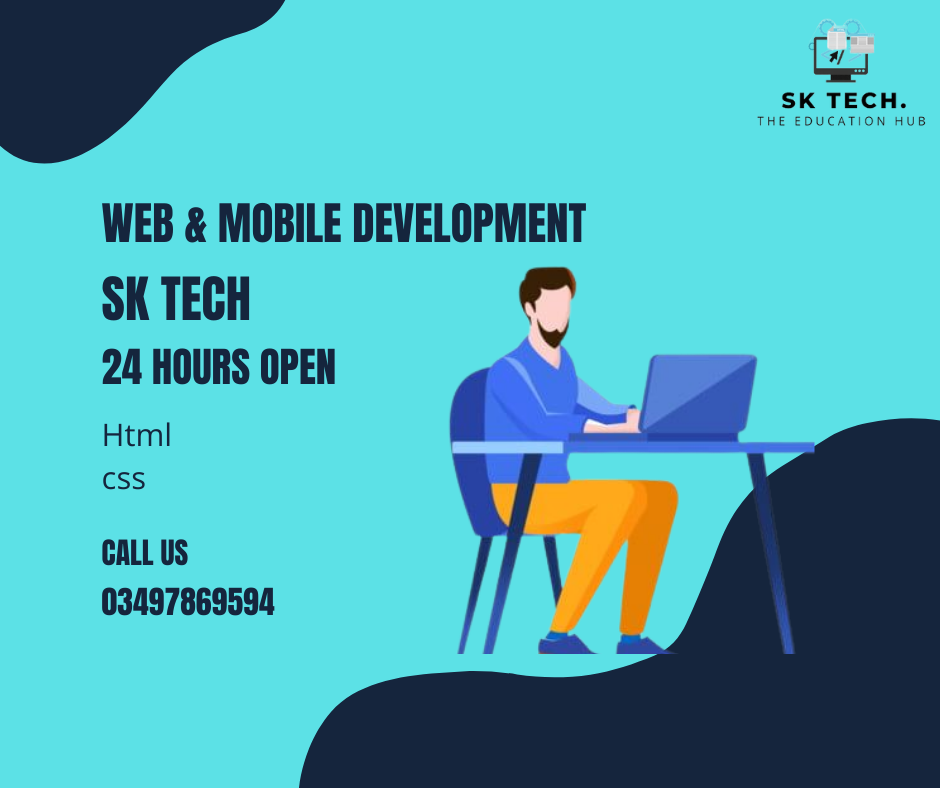 SK TECH.
THE EDUCATION HUB
WEB & MOBILE DEVELOPMENT
SK TECH
24 HOURS OPEN
Html
css
CALL US
03497869594